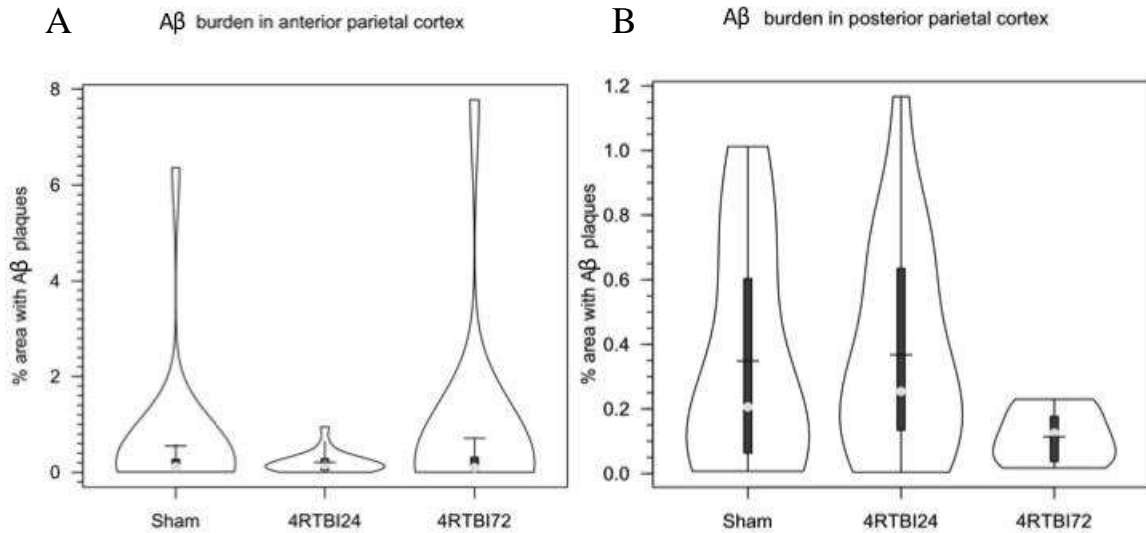 A
Aβ burden in anterior parietal cortex
% area with Aβ plaques
8
6
4
2
0
Sham 4RTBI24 4RTBI72
B
Aβ burden in posterior parietal cortex
% area with Aβ plaques
1.2
1.0
0.8
0.6
0.4
0.2
0.0
Sham 4RTBI24 4RTBI72